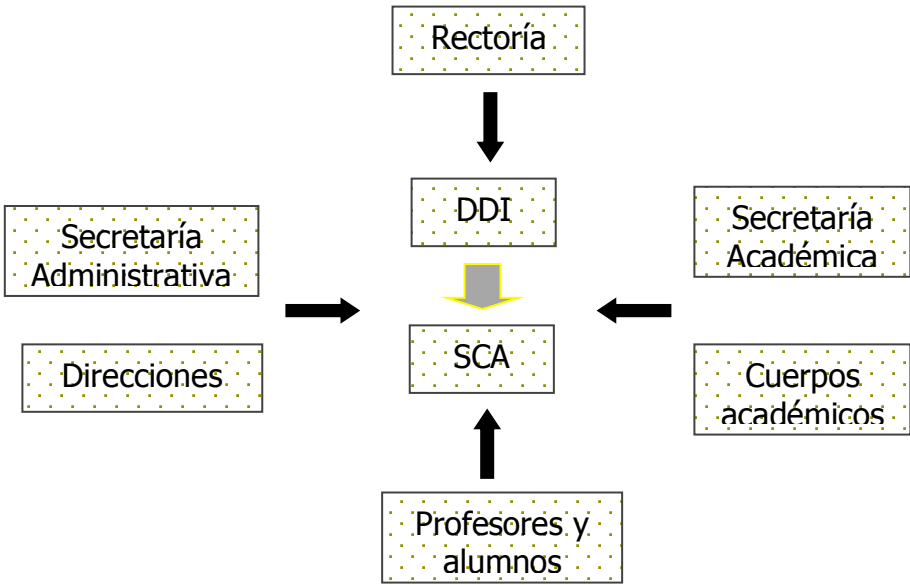 Rectoría
DDI
Secretaría
Administrativa
Secretaría
Académica
SCA
Direcciones
Cuerpos
académicos
Profesores y
alumnos